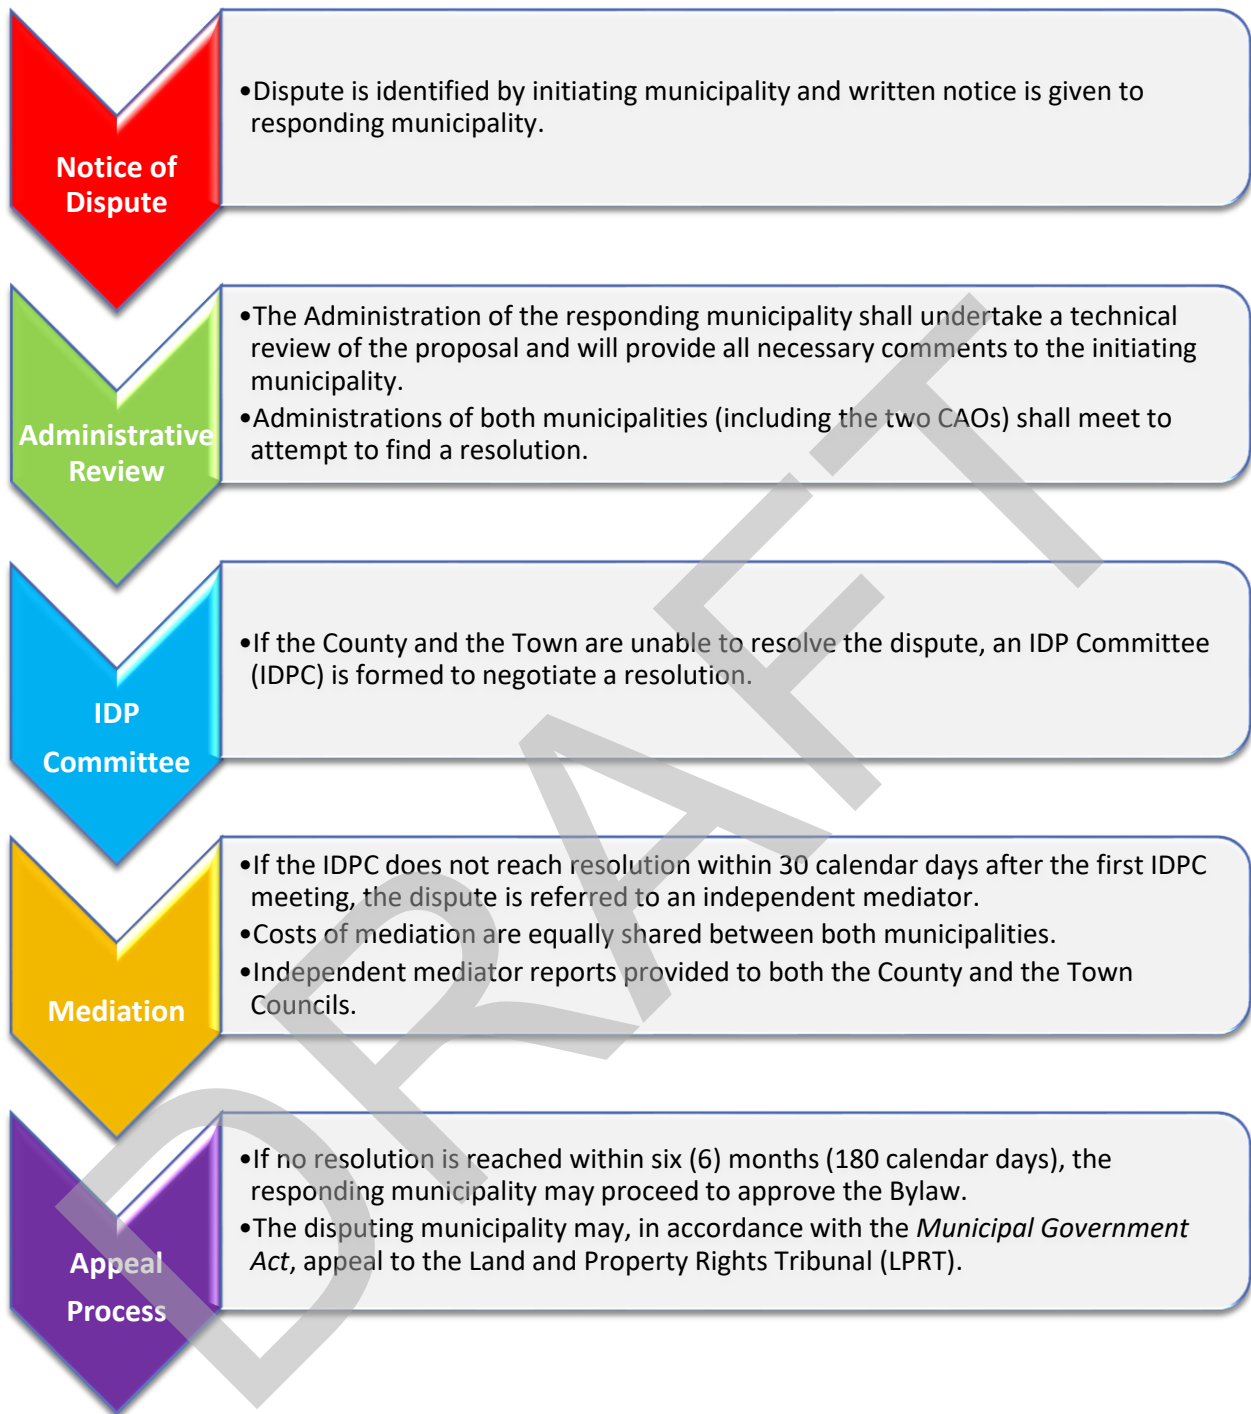 Notice of
Dispute
•Dispute is identified by initiating municipality and written notice is given to
responding municipality.
Administrative
Review
•The Administration of the responding municipality shall undertake a technical
review of the proposal and will provide all necessary comments to the initiating
municipality.
•Administrations of both municipalities (including the two CAOs) shall meet to
attempt to find a resolution.
IDP
Committee
•If the County and the Town are unable to resolve the dispute, an IDP Committee
(IDPC) is formed to negotiate a resolution.
Mediation
•If the IDPC does not reach resolution within 30 calendar days after the first IDPC
meeting, the dispute is referred to an independent mediator.
•Costs of mediation are equally shared between both municipalities.
•Independent mediator reports provided to both the County and the Town
Councils.
Appeal
Process
•If no resolution is reached within six (6) months (180 calendar days), the
responding municipality may proceed to approve the Bylaw.
•The disputing municipality may, in accordance with the Municipal Government
Act, appeal to the Land and Property Rights Tribunal (LPRT).
DRAFT